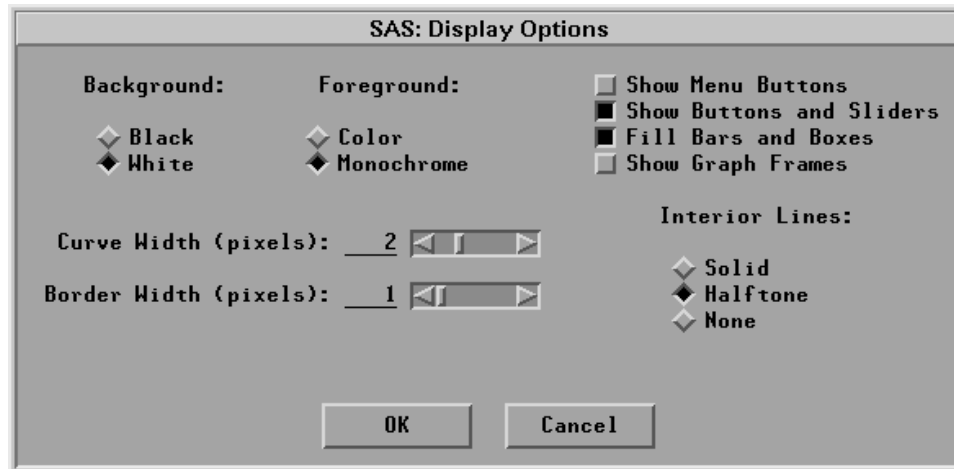 SAS: Display Options
Background:
Black
White
Foreground:
Color
Monochrome
Show Menu Buttons
Show Buttons and Sliders
Fill Bars and Boxes
Show Graph Frames
Curve Width (pixels): 2
Border Width (pixels): 1
Interior Lines:
Solid
Halftone
None
OK
Cancel